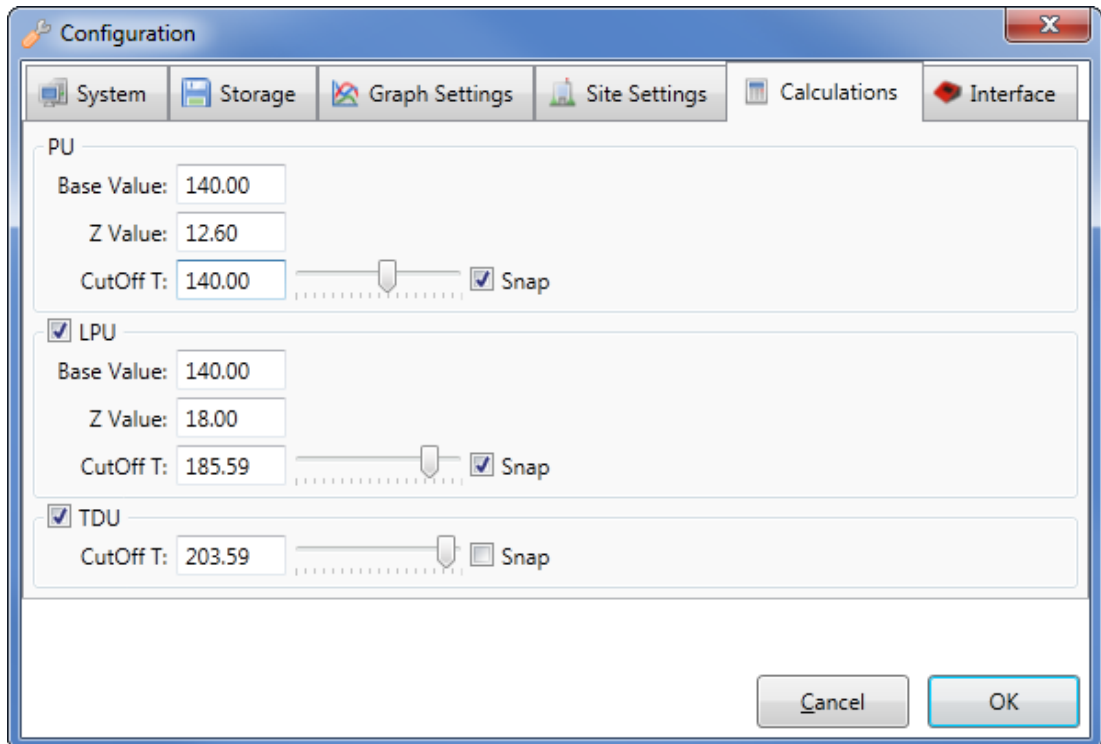 Configuration
System Storage Graph Settings Site Settings Calculations Interface
PU
Base Value: 140.00
Z Value: 12.60
CutOff T: 140.00 Snap
LPU
Base Value: 140.00
Z Value: 18.00
CutOff T: 185.59 Snap
TDU
CutOff T: 203.59 Snap
Cancel OK